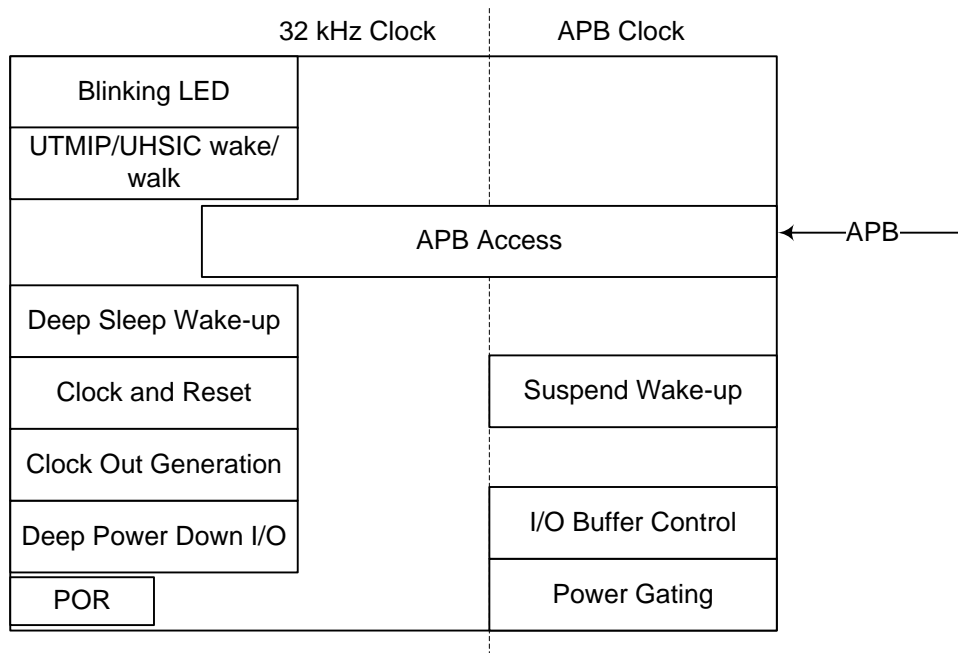 32 kHz Clock
APB Clock
Blinking LED
UTMIP/UHSIC wake/
walk
APB Access
APB
Deep Sleep Wake-up
Clock and Reset
Suspend Wake-up
Clock Out Generation
Deep Power Down I/O
I/O Buffer Control
POR
Power Gating